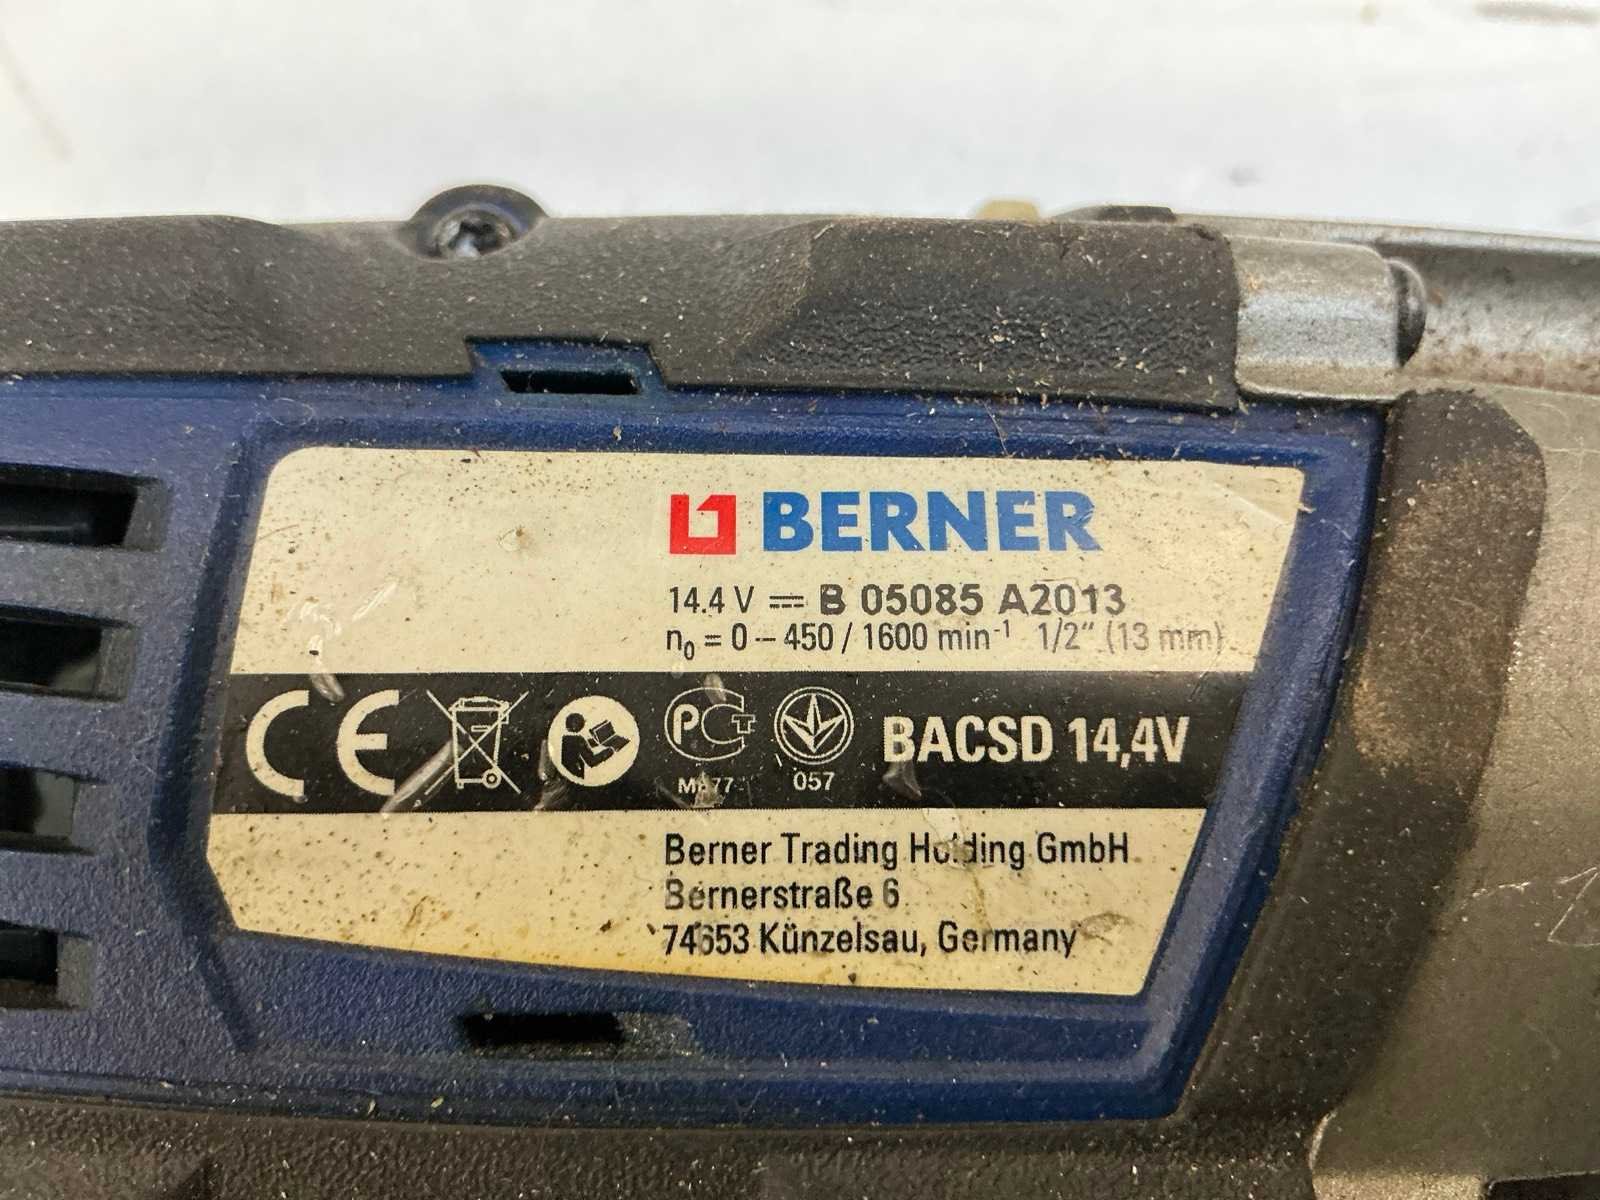 BERNER
14.4 V ⎓ B 05085 A2013
n₀ = 0 – 450 / 1600 min⁻¹ 1/2" (13 mm)
CE PCT 057 BACSD 14,4V
Berner Trading Holding GmbH
Bernerstraße 6
74653 Künzelsau, Germany